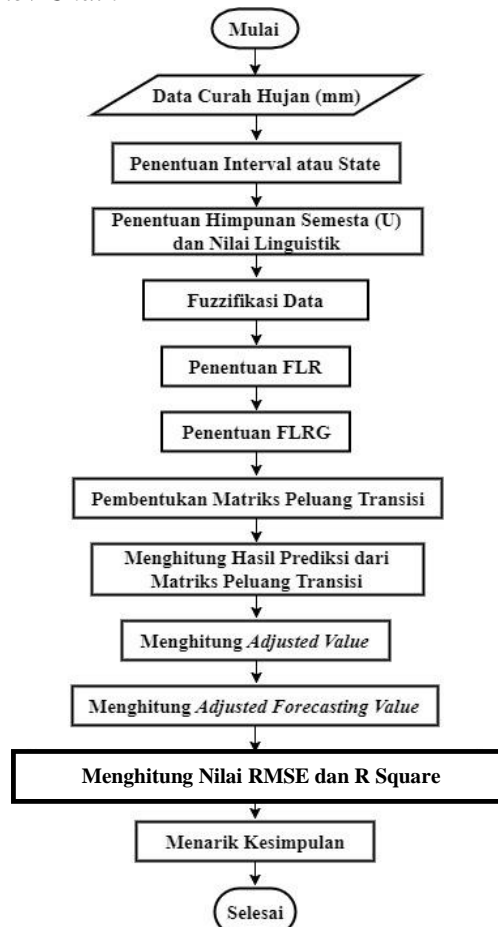 Mulai
Data Curah Hujan (mm)
Penentuan Interval atau State
Penentuan Himpunan Semesta (U)
dan Nilai Linguistik
Fuzzifikasi Data
Penentuan FLR
Penentuan FLRG
Pembentukan Matriks Peluang Transisi
Menghitung Hasil Prediksi dari
Matriks Peluang Transisi
Menghitung Adjusted Value
Menghitung Adjusted Forecasting Value
Menghitung Nilai RMSE dan R Square
Menarik Kesimpulan
Selesai